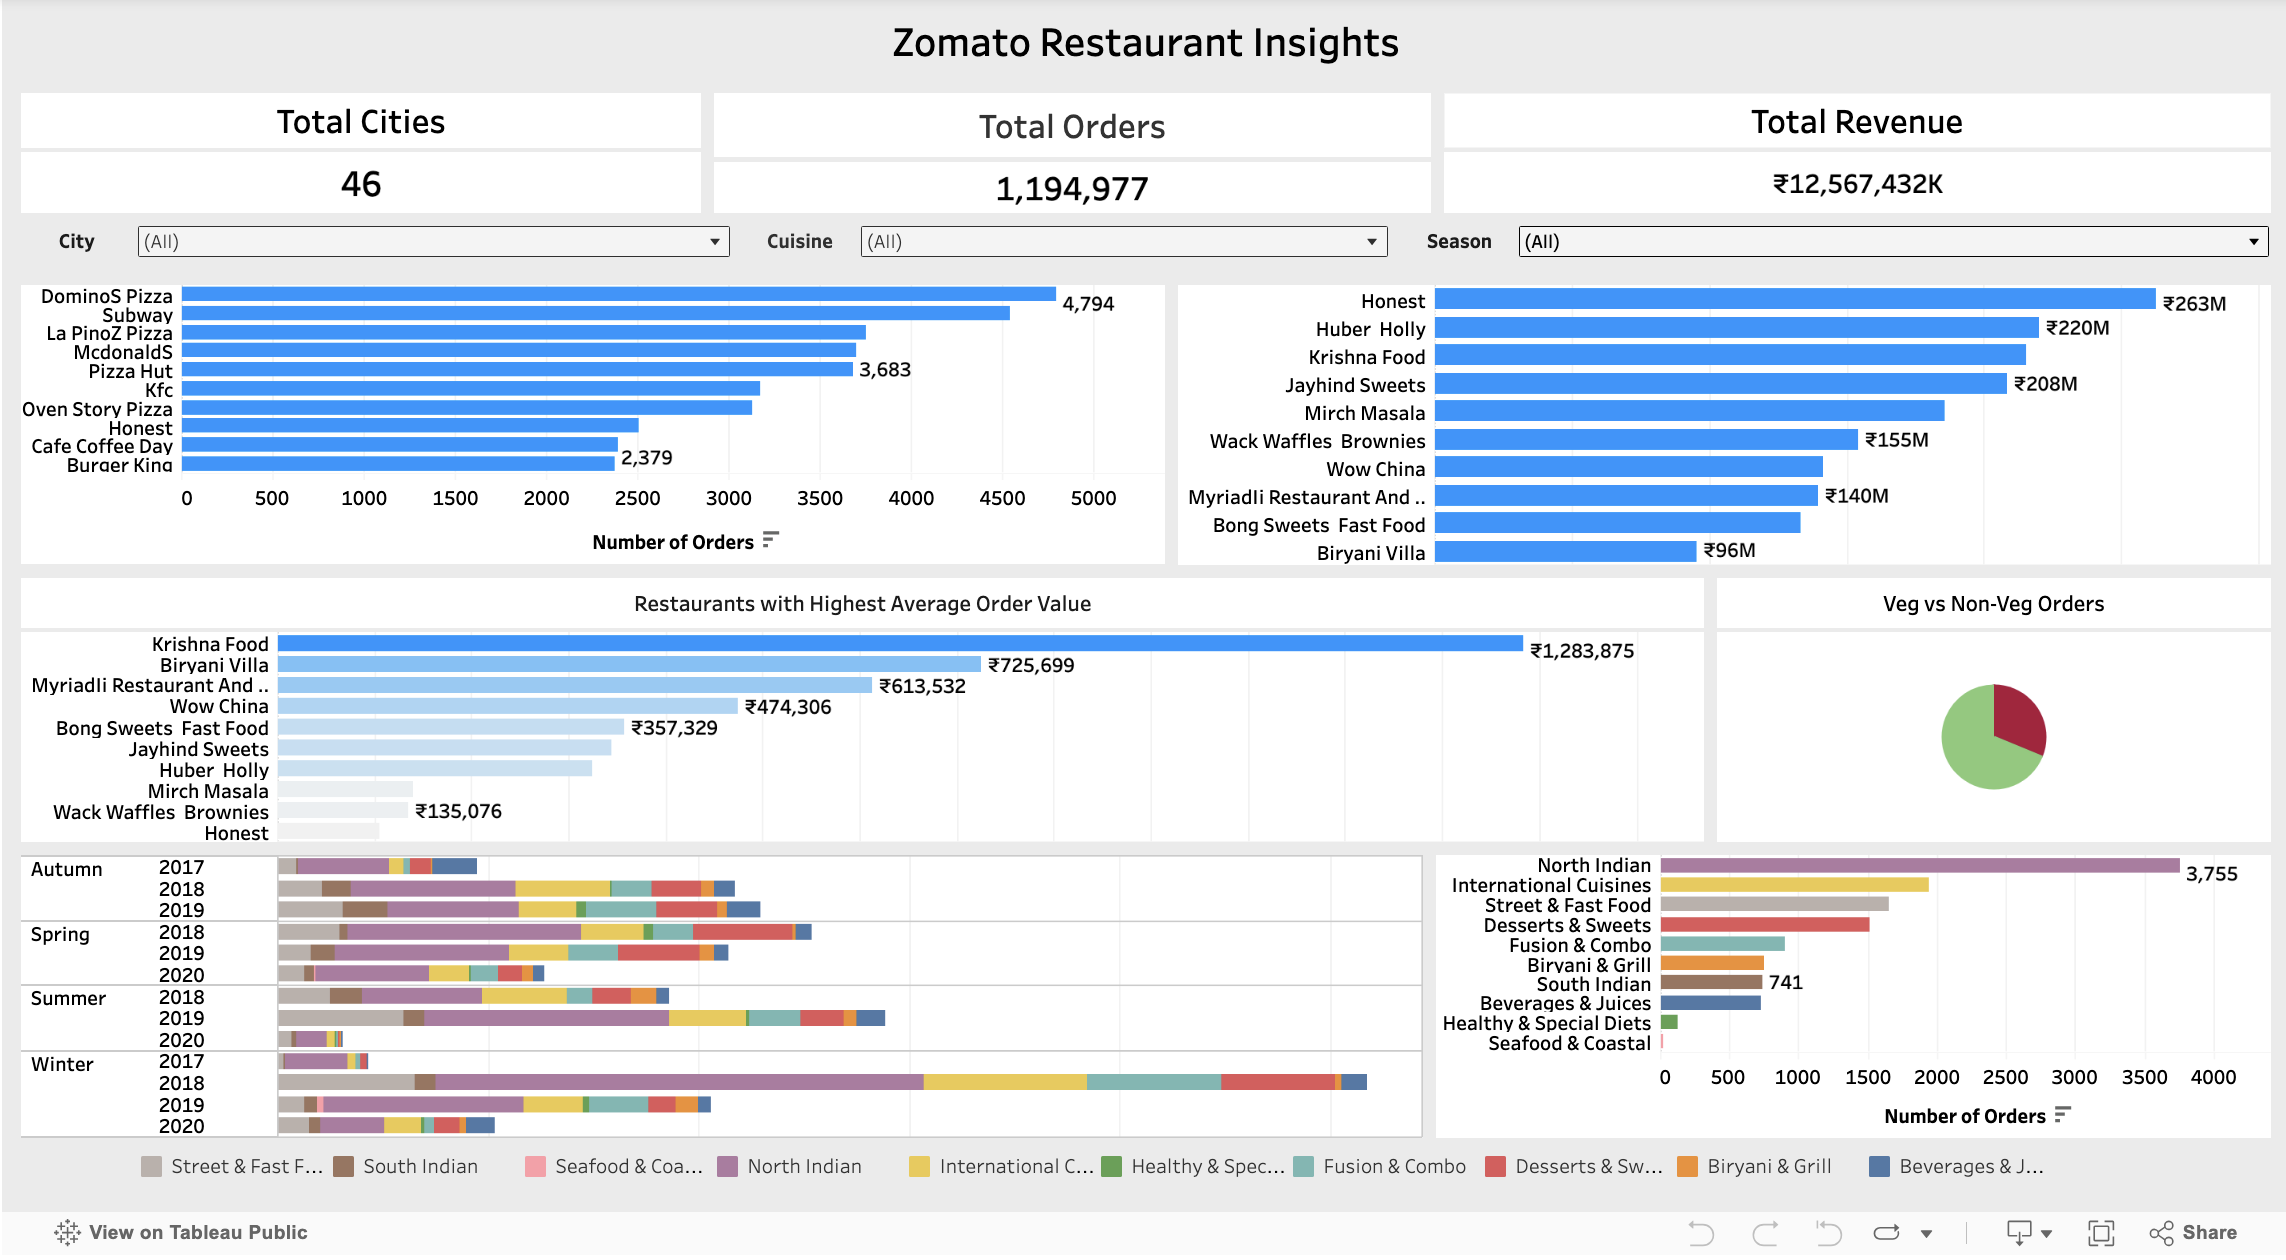 Zomato Restaurant Insights
Total Cities
Total Orders
Total Revenue
46
1,194,977
₹12,567,432K
City (All)
Cuisine (All)
Season (All)
DominoS Pizza 4,794
Subway
La PinoZ Pizza
McdonaldS
Pizza Hut 3,683
Kfc
Oven Story Pizza
Honest
Cafe Coffee Day
Burger King 2,379
0 500 1000 1500 2000 2500 3000 3500 4000 4500 5000
Number of Orders
Honest ₹263M
Huber Holly ₹220M
Krishna Food
Jayhind Sweets ₹208M
Mirch Masala
Wack Waffles Brownies ₹155M
Wow China
Myriadli Restaurant And .. ₹140M
Bong Sweets Fast Food
Biryani Villa ₹96M
Restaurants with Highest Average Order Value
Krishna Food ₹1,283,875
Biryani Villa ₹725,699
Myriadli Restaurant And .. ₹613,532
Wow China ₹474,306
Bong Sweets Fast Food ₹357,329
Jayhind Sweets
Huber Holly
Mirch Masala
Wack Waffles Brownies ₹135,076
Honest
Veg vs Non-Veg Orders
Autumn 2017
2018
2019
Spring 2018
2019
2020
Summer 2018
2019
2020
Winter 2017
2018
2019
2020
North Indian 3,755
International Cuisines
Street & Fast Food
Desserts & Sweets
Fusion & Combo
Biryani & Grill
South Indian 741
Beverages & Juices
Healthy & Special Diets
Seafood & Coastal
0 500 1000 1500 2000 2500 3000 3500 4000
Number of Orders
Street & Fast F... South Indian Seafood & Coa... North Indian International C... Healthy & Spec... Fusion & Combo Desserts & Sw... Biryani & Grill Beverages & J...
View on Tableau Public
Share